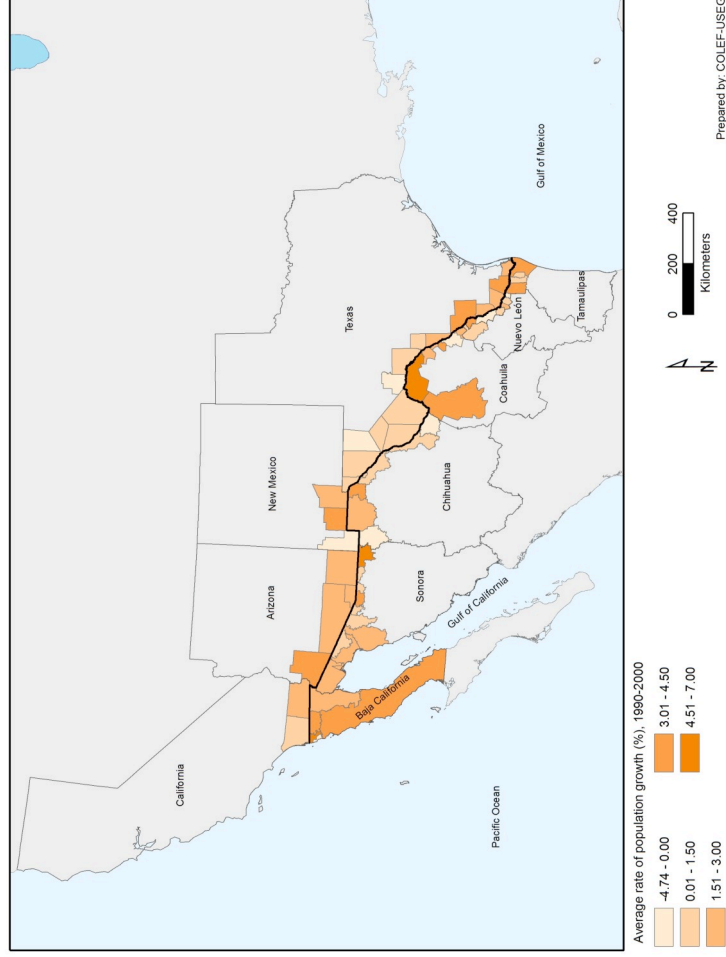 California
Arizona
New Mexico
Texas
Baja California
Sonora
Chihuahua
Coahuila
Nuevo León
Tamaulipas
Gulf of California
Pacific Ocean
Gulf of Mexico
Average rate of population growth (%), 1990-2000
-4.74 - 0.00
0.01 - 1.50
1.51 - 3.00
3.01 - 4.50
4.51 - 7.00
N
0 200 400
Kilometers
Prepared by: COLEF-USEG